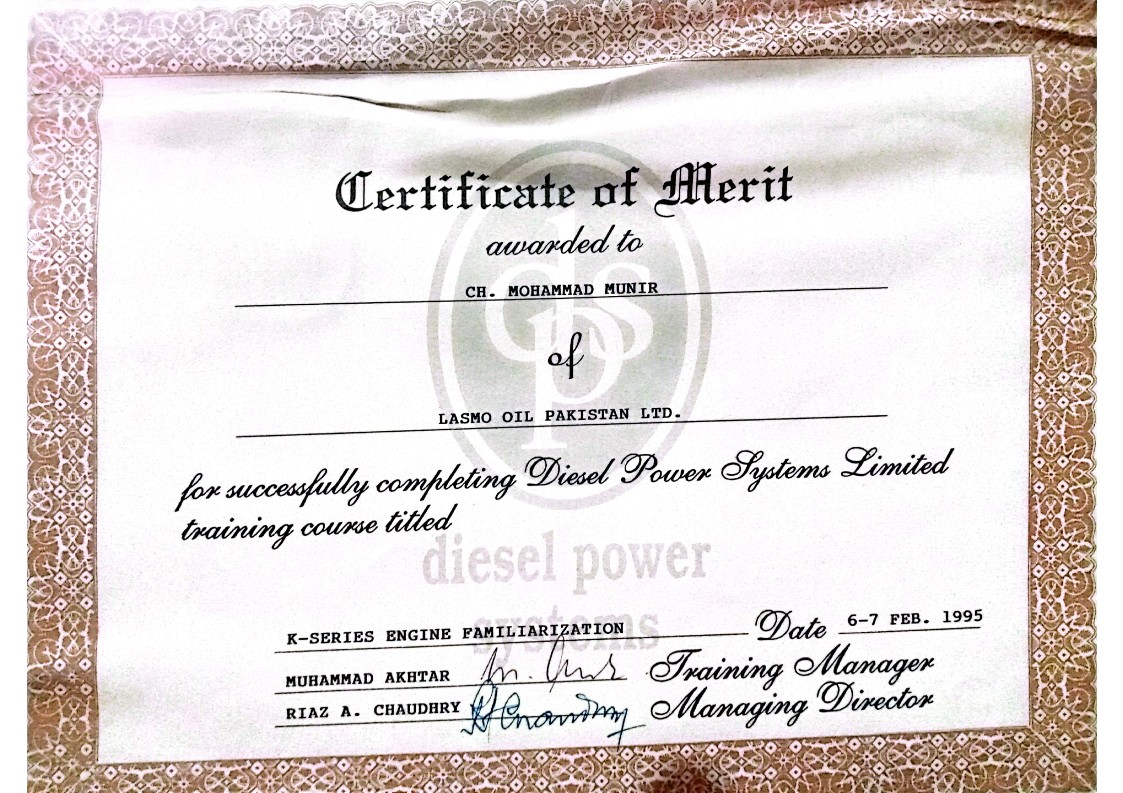 Certificate of Merit
awarded to
CH. MOHAMMAD MUNIR
of
LASMO OIL PAKISTAN LTD.
for successfully completing Diesel Power Systems Limited
training course titled
dps
diesel power
systems
K-SERIES ENGINE FAMILIARIZATION Date 6-7 FEB. 1995
MUHAMMAD AKHTAR Training Manager
RIAZ A. CHAUDHRY Managing Director